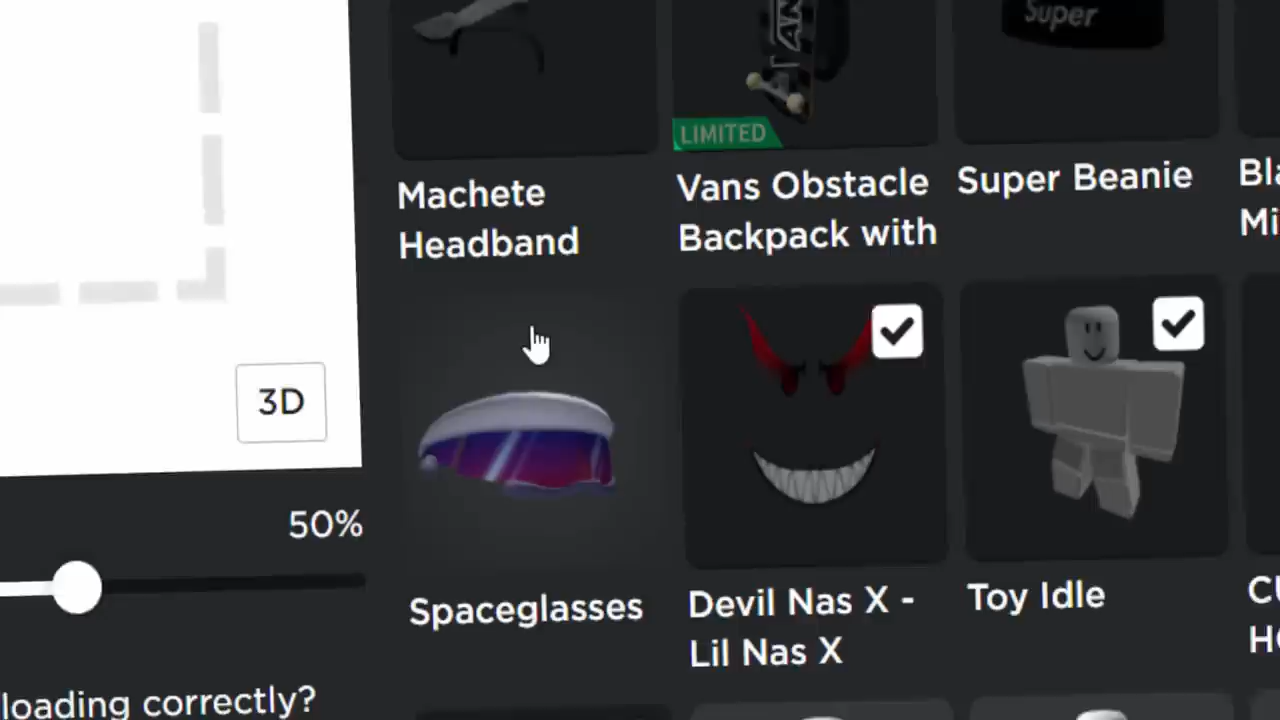 AN
Super
LIMITED
Machete
Headband
Vans Obstacle
Backpack with
Super Beanie
3D
50%
Spaceglasses
Devil Nas X -
Lil Nas X
Toy Idle
loading correctly?